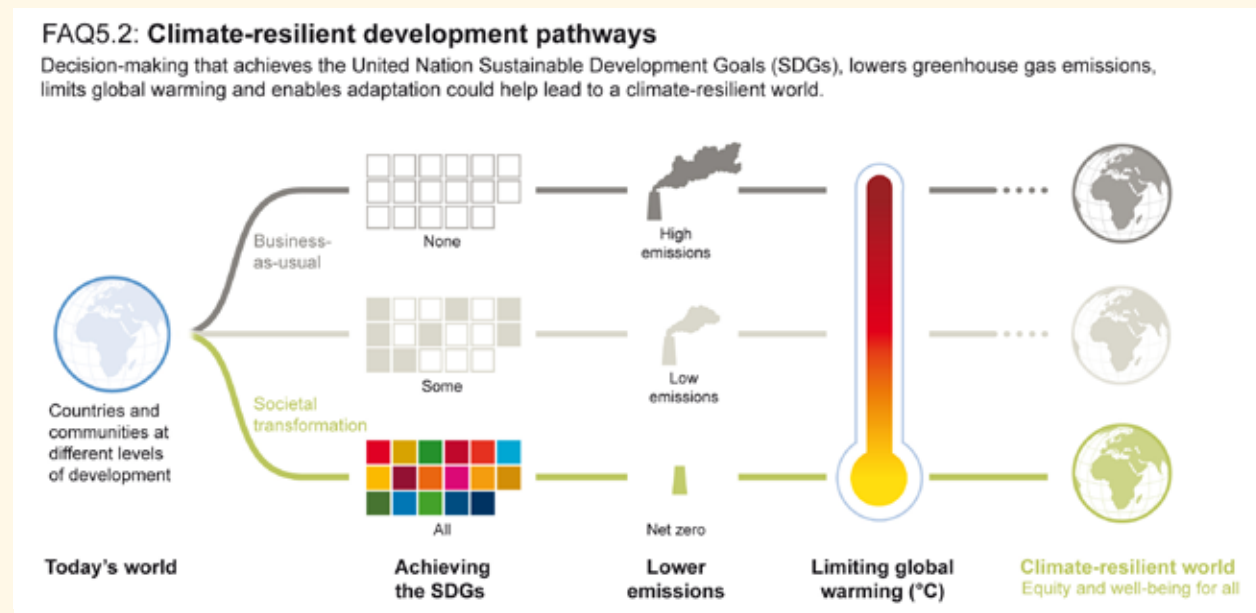 FAQ5.2: Climate-resilient development pathways
Decision-making that achieves the United Nation Sustainable Development Goals (SDGs), lowers greenhouse gas emissions,
limits global warming and enables adaptation could help lead to a climate-resilient world.
Business-
as-usual
None
High
emissions
Some
Low
emissions
Countries and
communities at
different levels
of development
Societal
transformation
All
Net zero
Today's world
Achieving
the SDGs
Lower
emissions
Limiting global
warming (°C)
Climate-resilient world
Equity and well-being for all